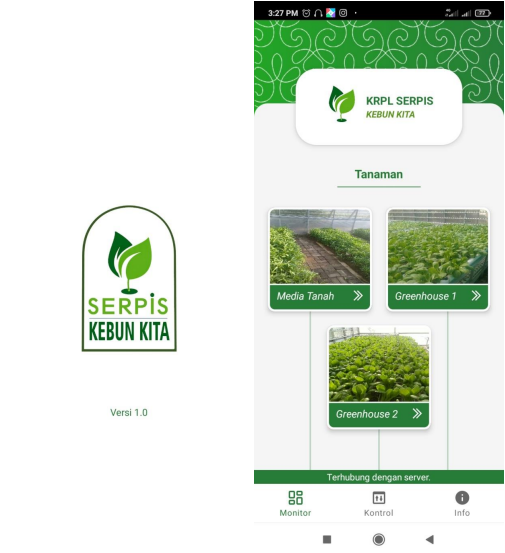 SERPIS
KEBUN KITA
Versi 1.0
3:27 PM
77
KRPL SERPIS
KEBUN KITA
Tanaman
Media Tanah
Greenhouse 1
Greenhouse 2
Terhubung dengan server.
Monitor
Kontrol
Info